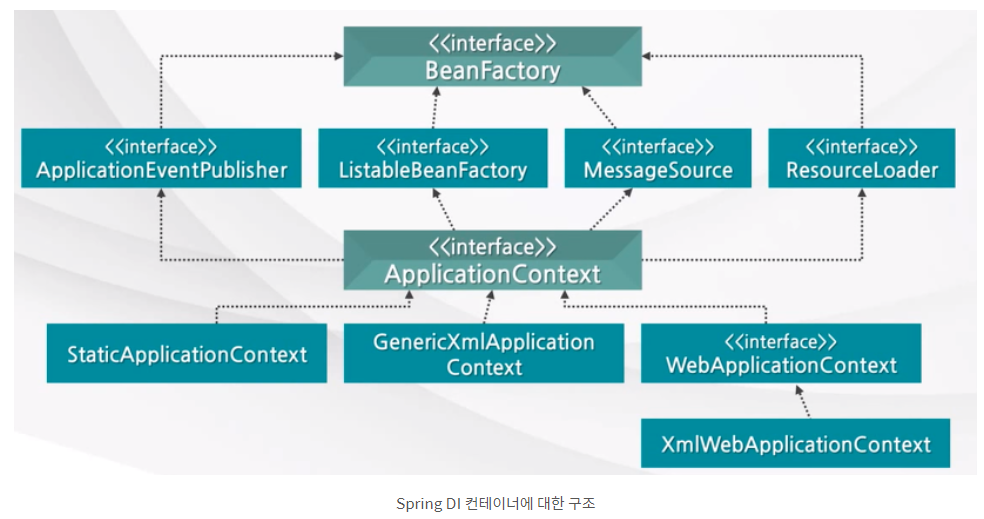 <<interface>>
BeanFactory
<<interface>>
ApplicationEventPublisher
<<interface>>
ListableBeanFactory
<<interface>>
MessageSource
<<interface>>
ResourceLoader
<<interface>>
ApplicationContext
StaticApplicationContext
GenericXmlApplication
Context
<<interface>>
WebApplicationContext
XmlWebApplicationContext
Spring DI 컨테이너에 대한 구조